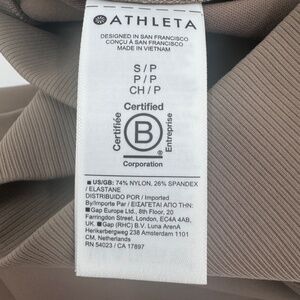 ATHLETA
DESIGNED IN SAN FRANCISCO
CONÇU À SAN FRANCISCO
MADE IN VIETNAM
S / P
P / P
CH / P
Certified
Certifiée
B
Entreprise
Corporation
■ US/GB: 74% NYLON, 26% SPANDEX
/ ELASTANE
DISTRIBUIDO POR / Imported
By/Importe Par / ΕΙΣΑΓΕΤΑΙ ΑΠΟ /
■ Gap Europe Ltd., 8th Floor, 20
Farringdon Street, London, EC4A 4AB,
UK. ■ Gap (RHC) B.V. Luna ArenA
Herikerbergweg 238 Amsterdam 1101
CM, Netherlands
RN 54023 / CA 17897